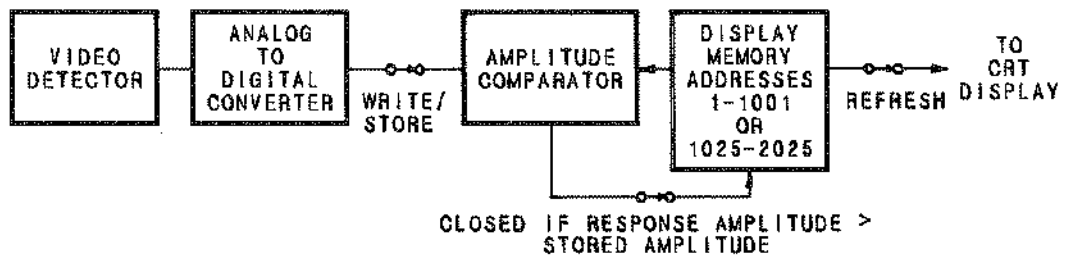 VIDEO
DETECTOR
ANALOG
TO
DIGITAL
CONVERTER
WRITE/
STORE
AMPLITUDE
COMPARATOR
DISPLAY
MEMORY
ADDRESSES
1-1001
OR
1025-2025
REFRESH
TO
CRT
DISPLAY
CLOSED IF RESPONSE AMPLITUDE >
STORED AMPLITUDE